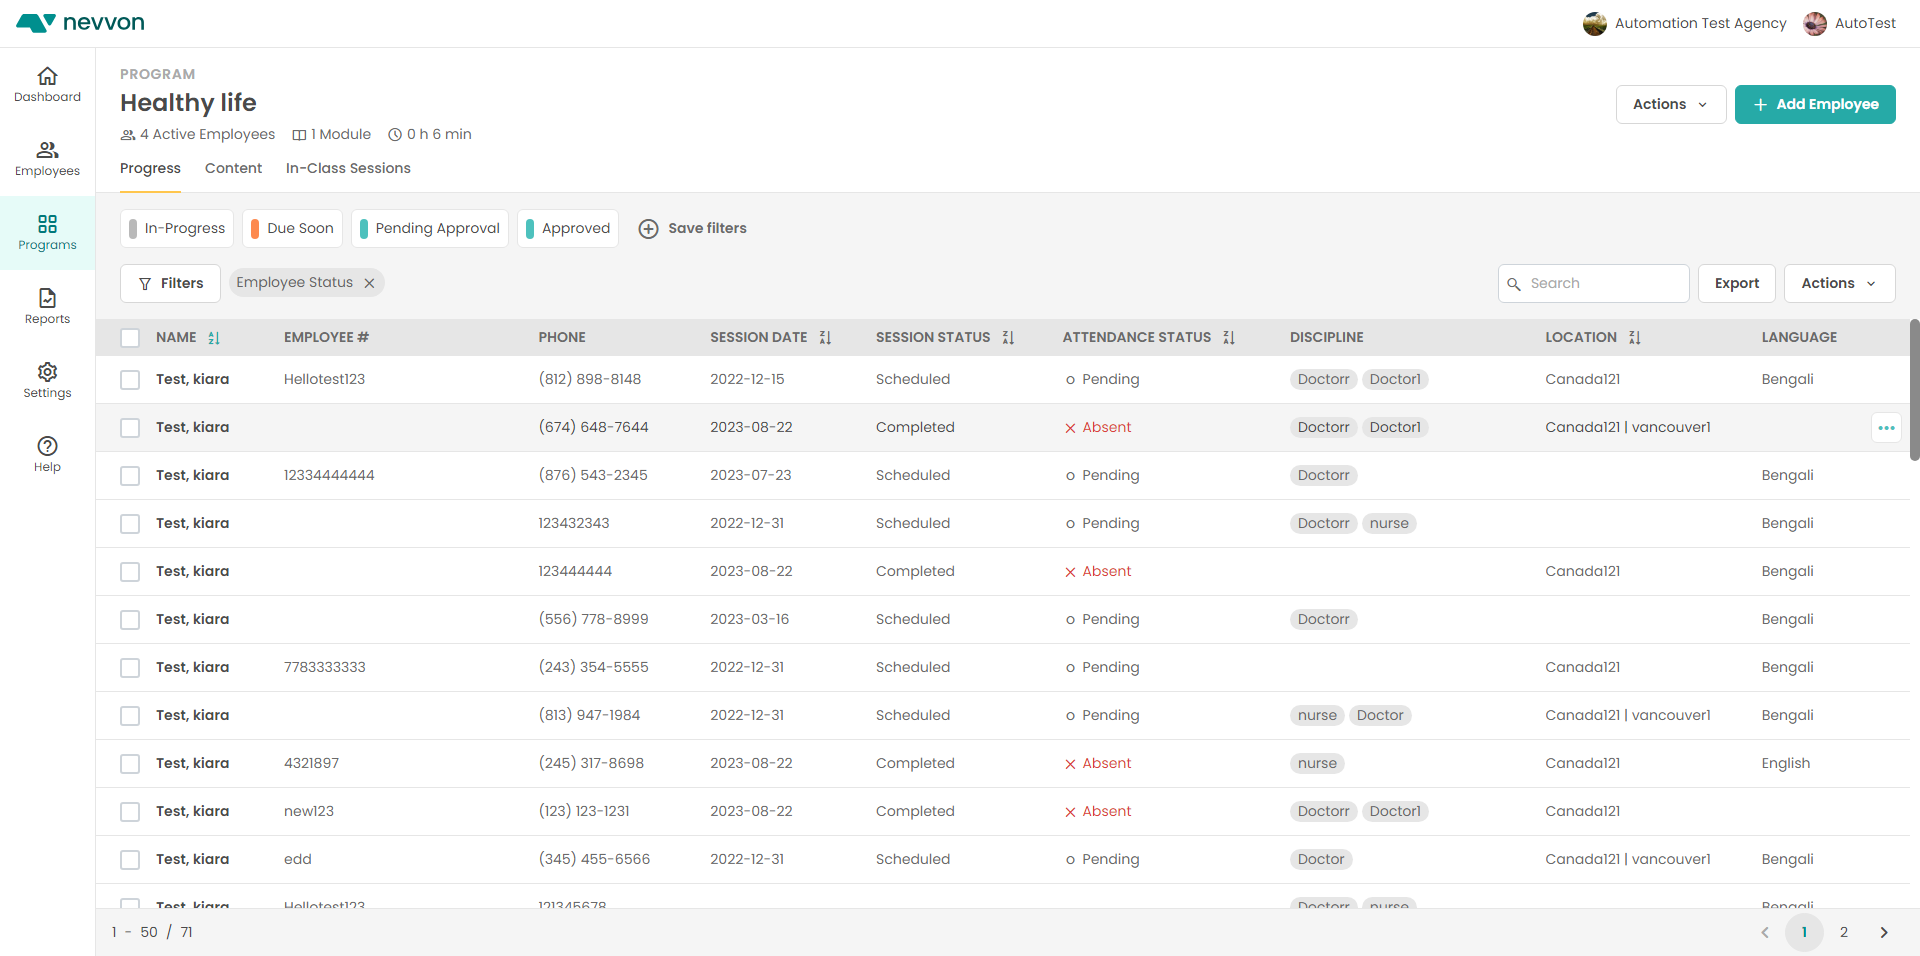 nevvon
Automation Test Agency AutoTest
Dashboard
Employees
Programs
Reports
Settings
Help
PROGRAM
Healthy life
4 Active Employees 1 Module 0 h 6 min
Actions + Add Employee
Progress Content In-Class Sessions
In-Progress Due Soon Pending Approval Approved Save filters
Filters Employee Status Search Export Actions
NAME EMPLOYEE # PHONE SESSION DATE SESSION STATUS ATTENDANCE STATUS DISCIPLINE LOCATION LANGUAGE
Test, kiara Hellotest123 (812) 898-8148 2022-12-15 Scheduled Pending Doctorr Doctor1 Canada121 Bengali
Test, kiara (674) 648-7644 2023-08-22 Completed Absent Doctorr Doctor1 Canada121 | vancouver1
Test, kiara 12334444444 (876) 543-2345 2023-07-23 Scheduled Pending Doctorr Bengali
Test, kiara 123432343 2022-12-31 Scheduled Pending Doctorr nurse Bengali
Test, kiara 123444444 2023-08-22 Completed Absent Canada121 Bengali
Test, kiara (556) 778-8999 2023-03-16 Scheduled Pending Doctorr Bengali
Test, kiara 7783333333 (243) 354-5555 2022-12-31 Scheduled Pending Canada121 Bengali
Test, kiara (813) 947-1984 2022-12-31 Scheduled Pending nurse Doctor Canada121 | vancouver1 Bengali
Test, kiara 4321897 (245) 317-8698 2023-08-22 Completed Absent nurse Canada121 English
Test, kiara new123 (123) 123-1231 2023-08-22 Completed Absent Doctorr Doctor1 Canada121
Test, kiara edd (345) 455-6566 2022-12-31 Scheduled Pending Doctor Canada121 | vancouver1 Bengali
Test, kiara Hellotest123 121345678 Doctorr nurse Bengali
1 - 50 / 71 1 2